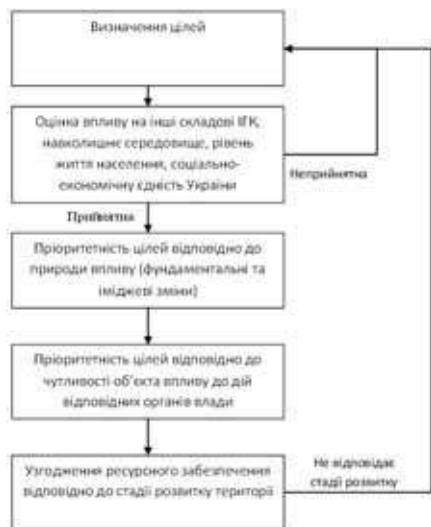 Визначення цілей
Оцінка впливу на інші складові ІГК,
навколишнє середовище, рівень
життя населення, соціально-
економічну єдність України
Неприйнятна
Прийнятна
Пріоритетність цілей відповідно до
природи впливу (фундаментальні та
іміджеві зміни)
Пріоритетність цілей відповідно до
чутливості об'єкта впливу до дій
відповідних органів влади
Узгодження ресурсного забезпечення
відповідно до стадії розвитку території
Не відповідає
стадії розвитку